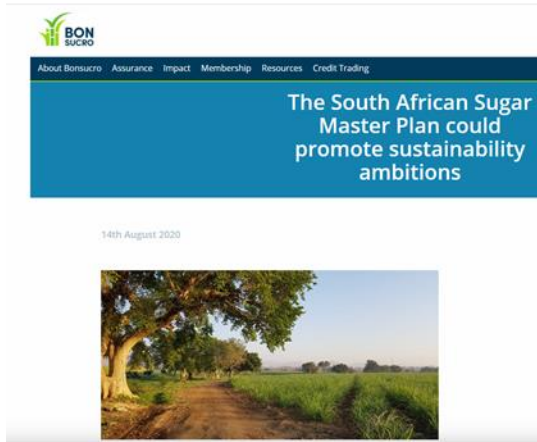 BON
SUCRO
About Bonsucro Assurance Impact Membership Resources Credit Trading
The South African Sugar
Master Plan could
promote sustainability
ambitions
14th August 2020